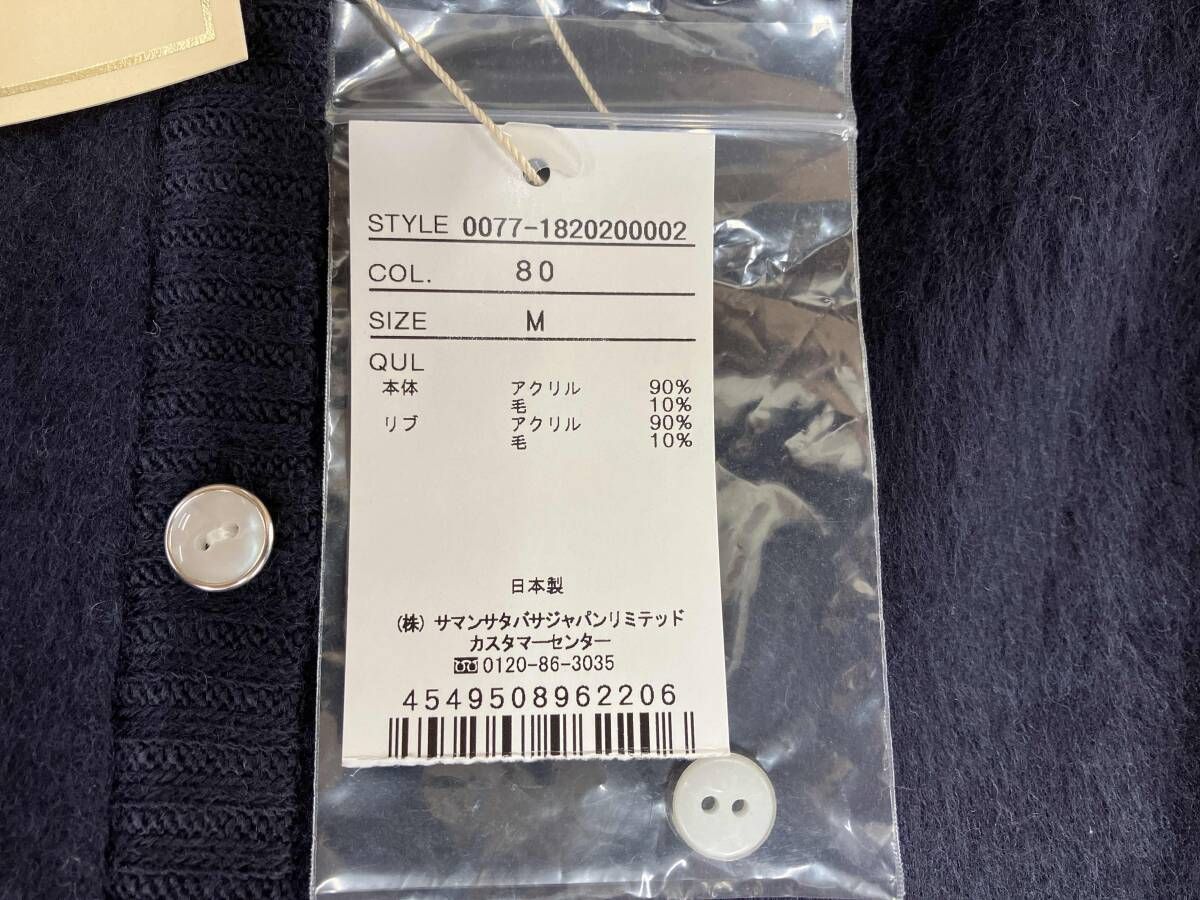 STYLE 0077-1820200002
COL. 80
SIZE M
QUL
本体 アクリル 90%
毛 10%
リブ アクリル 90%
毛 10%
日本製
(株) サマンサタバサジャパンリミテッド
カスタマーセンター
0120-86-3035
4549508962206